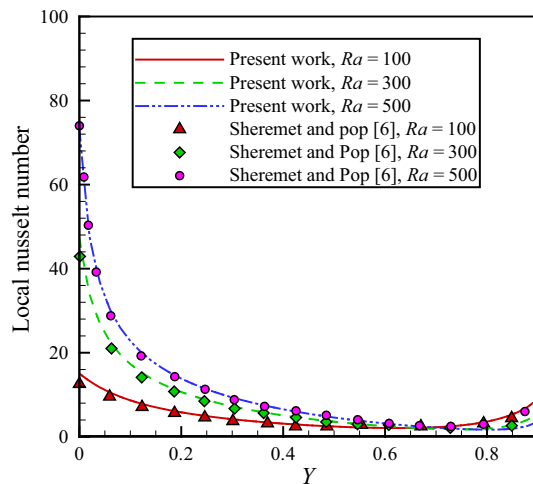 100
80
60
40
20
0
0
0.2
0.4
0.6
0.8
Local nusselt number
Y
Present work, Ra = 100
Present work, Ra = 300
Present work, Ra = 500
Sheremet and pop [6], Ra = 100
Sheremet and Pop [6], Ra = 300
Sheremet and Pop [6], Ra = 500